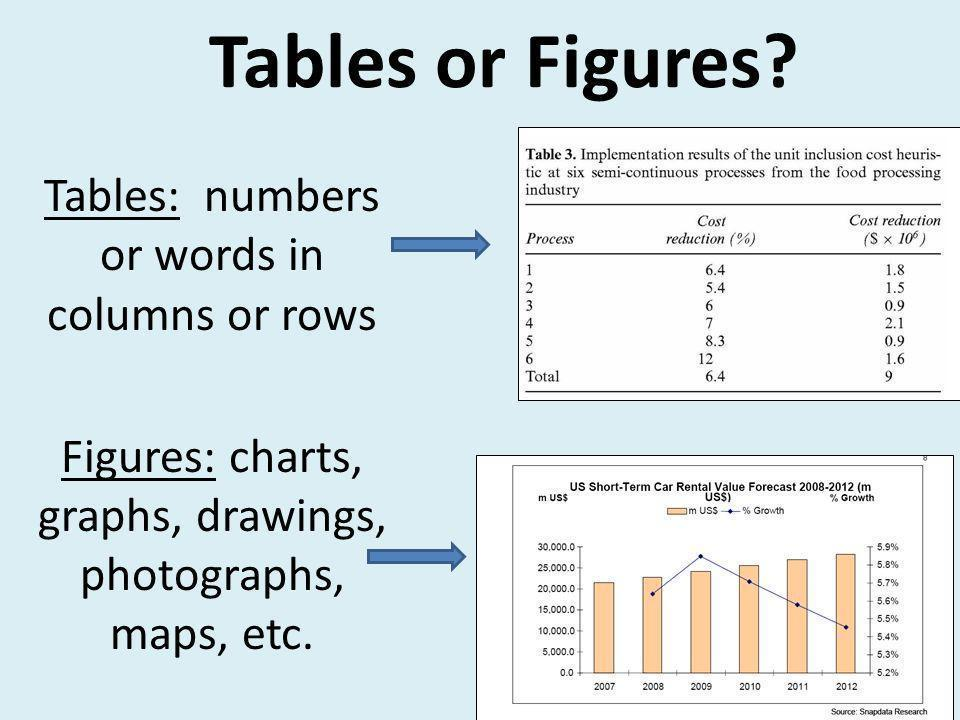 Tables or Figures?
Tables: numbers
or words in
columns or rows
Table 3. Implementation results of the unit inclusion cost heuris-
tic at six semi-continuous processes from the food processing
industry
Process Cost reduction (%) Cost reduction ($ × 10⁶)
1 6.4 1.8
2 5.4 1.5
3 6 0.9
4 7 2.1
5 8.3 0.9
6 12 1.6
Total 6.4 9
Figures: charts,
graphs, drawings,
photographs,
maps, etc.
8
US Short-Term Car Rental Value Forecast 2008-2012 (m
US$)
m US$ % Growth
m US$ % Growth
30,000.0 5.9%
25,000.0 5.8%
20,000.0 5.7%
15,000.0 5.6%
10,000.0 5.5%
5,000.0 5.4%
0.0 5.3%
5.2%
2007 2008 2009 2010 2011 2012
Source: Snapdata Research